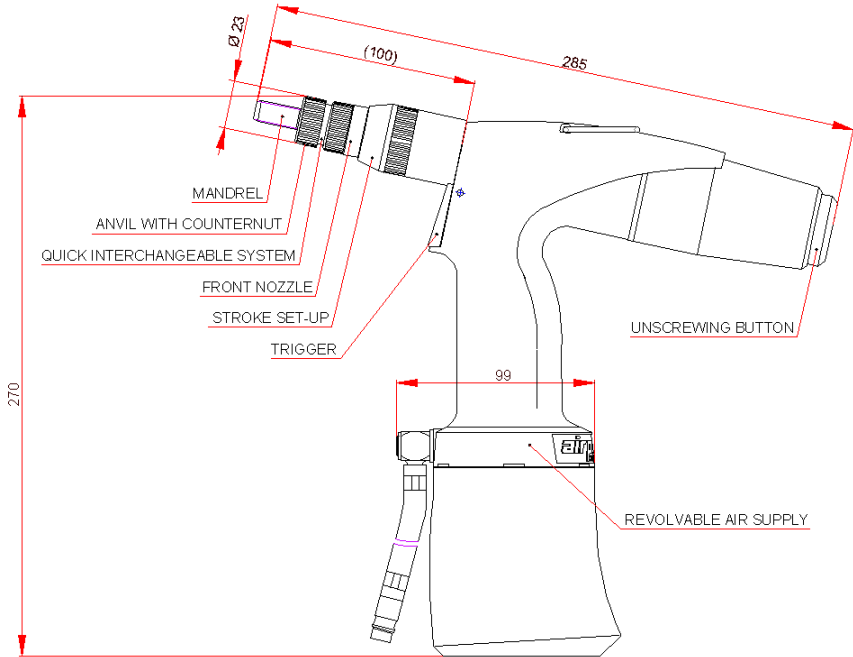 Ø 23
(100)
285
MANDREL
ANVIL WITH COUNTERNUT
QUICK INTERCHANGEABLE SYSTEM
FRONT NOZZLE
STROKE SET-UP
TRIGGER
UNSCREWING BUTTON
270
99
air
REVOLVABLE AIR SUPPLY